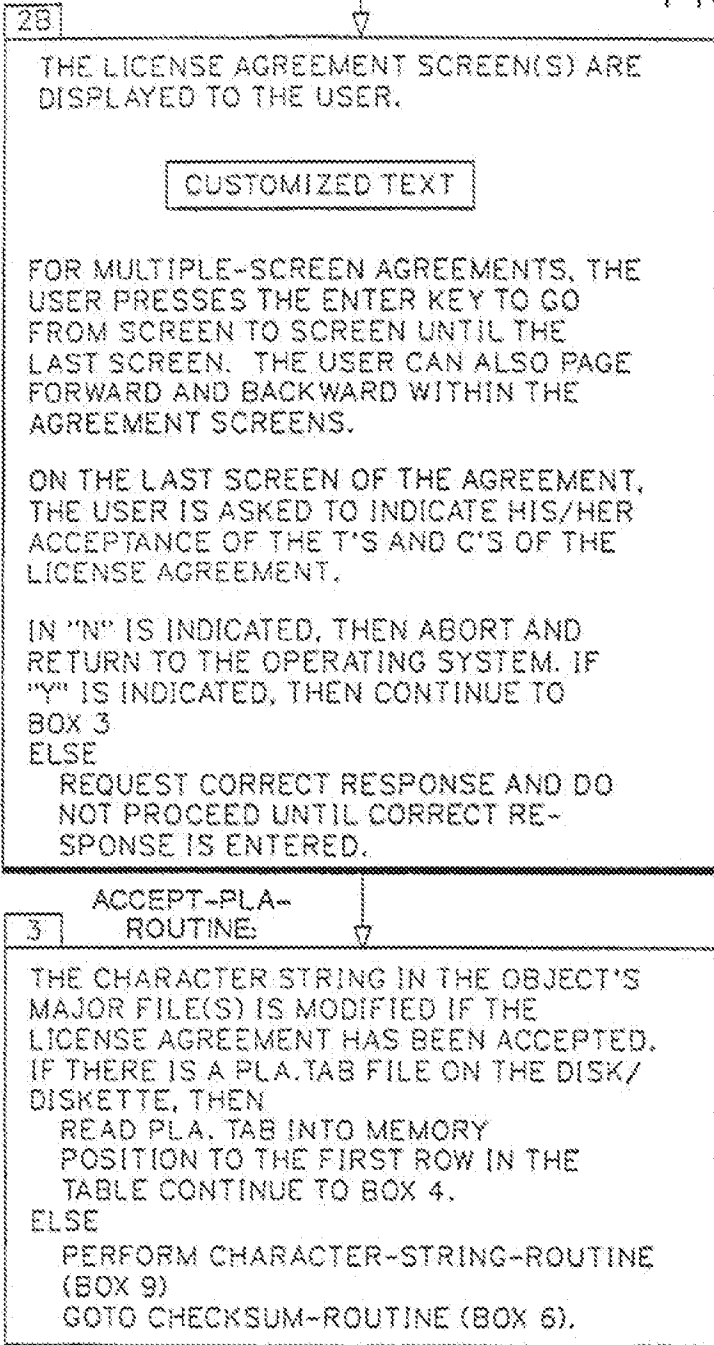 2B
THE LICENSE AGREEMENT SCREEN(S) ARE
DISPLAYED TO THE USER.
CUSTOMIZED TEXT
FOR MULTIPLE-SCREEN AGREEMENTS, THE
USER PRESSES THE ENTER KEY TO GO
FROM SCREEN TO SCREEN UNTIL THE
LAST SCREEN. THE USER CAN ALSO PAGE
FORWARD AND BACKWARD WITHIN THE
AGREEMENT SCREENS.
ON THE LAST SCREEN OF THE AGREEMENT,
THE USER IS ASKED TO INDICATE HIS/HER
ACCEPTANCE OF THE T'S AND C'S OF THE
LICENSE AGREEMENT.
IN "N" IS INDICATED, THEN ABORT AND
RETURN TO THE OPERATING SYSTEM. IF
"Y" IS INDICATED, THEN CONTINUE TO
BOX 3
ELSE
REQUEST CORRECT RESPONSE AND DO
NOT PROCEED UNTIL CORRECT RE-
SPONSE IS ENTERED.
ACCEPT-PLA-
ROUTINE:
3
THE CHARACTER STRING IN THE OBJECT'S
MAJOR FILE(S) IS MODIFIED IF THE
LICENSE AGREEMENT HAS BEEN ACCEPTED.
IF THERE IS A PLA.TAB FILE ON THE DISK/
DISKETTE, THEN
READ PLA. TAB INTO MEMORY
POSITION TO THE FIRST ROW IN THE
TABLE CONTINUE TO BOX 4.
ELSE
PERFORM CHARACTER-STRING-ROUTINE
(BOX 9)
GOTO CHECKSUM-ROUTINE (BOX 6).